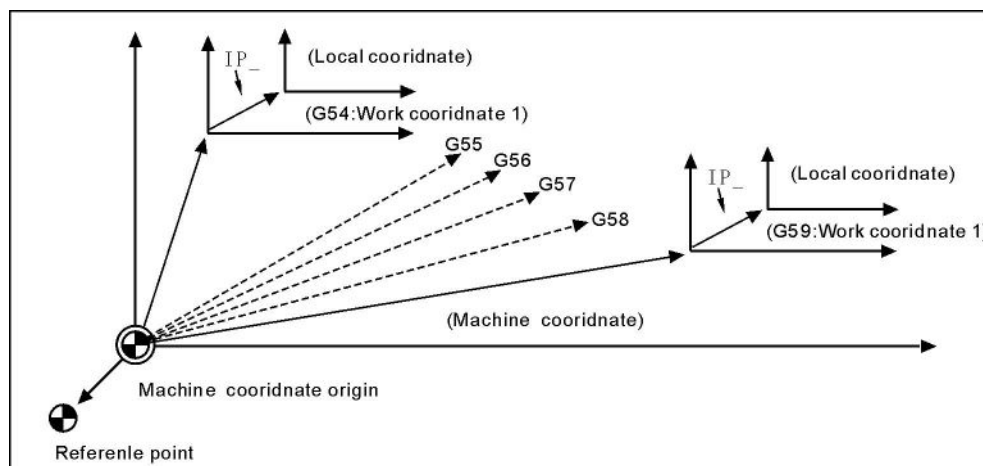 IP_
(Local cooridnate)
(G54:Work cooridnate 1)
G55
G56
G57
G58
IP_
(Local cooridnate)
(G59:Work cooridnate 1)
(Machine cooridnate)
Machine cooridnate origin
Referenle point